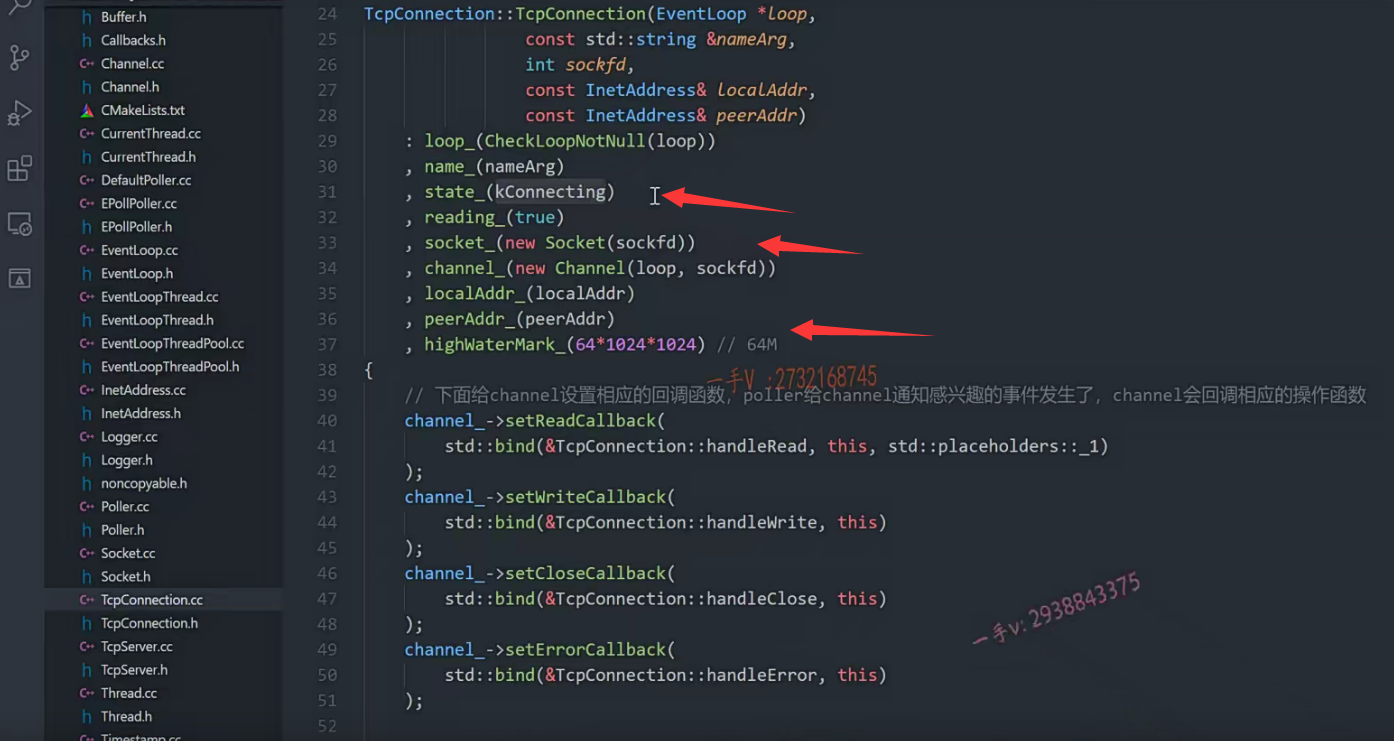 Buffer.h
Callbacks.h
Channel.cc
Channel.h
CMakeLists.txt
CurrentThread.cc
CurrentThread.h
DefaultPoller.cc
EPollPoller.cc
EPollPoller.h
EventLoop.cc
EventLoop.h
EventLoopThread.cc
EventLoopThread.h
EventLoopThreadPool.cc
EventLoopThreadPool.h
InetAddress.cc
InetAddress.h
Logger.cc
Logger.h
noncopyable.h
Poller.cc
Poller.h
Socket.cc
Socket.h
TcpConnection.cc
TcpConnection.h
TcpServer.cc
TcpServer.h
Thread.cc
Thread.h
Timestamp.cc
24 TcpConnection::TcpConnection(EventLoop *loop,
25 const std::string &nameArg,
26 int sockfd,
27 const InetAddress& localAddr,
28 const InetAddress& peerAddr)
29 : loop_(CheckLoopNotNull(loop))
30 , name_(nameArg)
31 , state_(kConnecting)
32 , reading_(true)
33 , socket_(new Socket(sockfd))
34 , channel_(new Channel(loop, sockfd))
35 , localAddr_(localAddr)
36 , peerAddr_(peerAddr)
37 , highWaterMark_(64*1024*1024) // 64M
38 {
一手V :2732168745
39 // 下面给channel设置相应的回调函数，poller给channel通知感兴趣的事件发生了，channel会回调相应的操作函数
40 channel_->setReadCallback(
41 std::bind(&TcpConnection::handleRead, this, std::placeholders::_1)
42 );
43 channel_->setWriteCallback(
44 std::bind(&TcpConnection::handleWrite, this)
45 );
46 channel_->setCloseCallback(
47 std::bind(&TcpConnection::handleClose, this)
48 );
49 channel_->setErrorCallback(
50 std::bind(&TcpConnection::handleError, this)
51 );
52
一手V: 2938843375